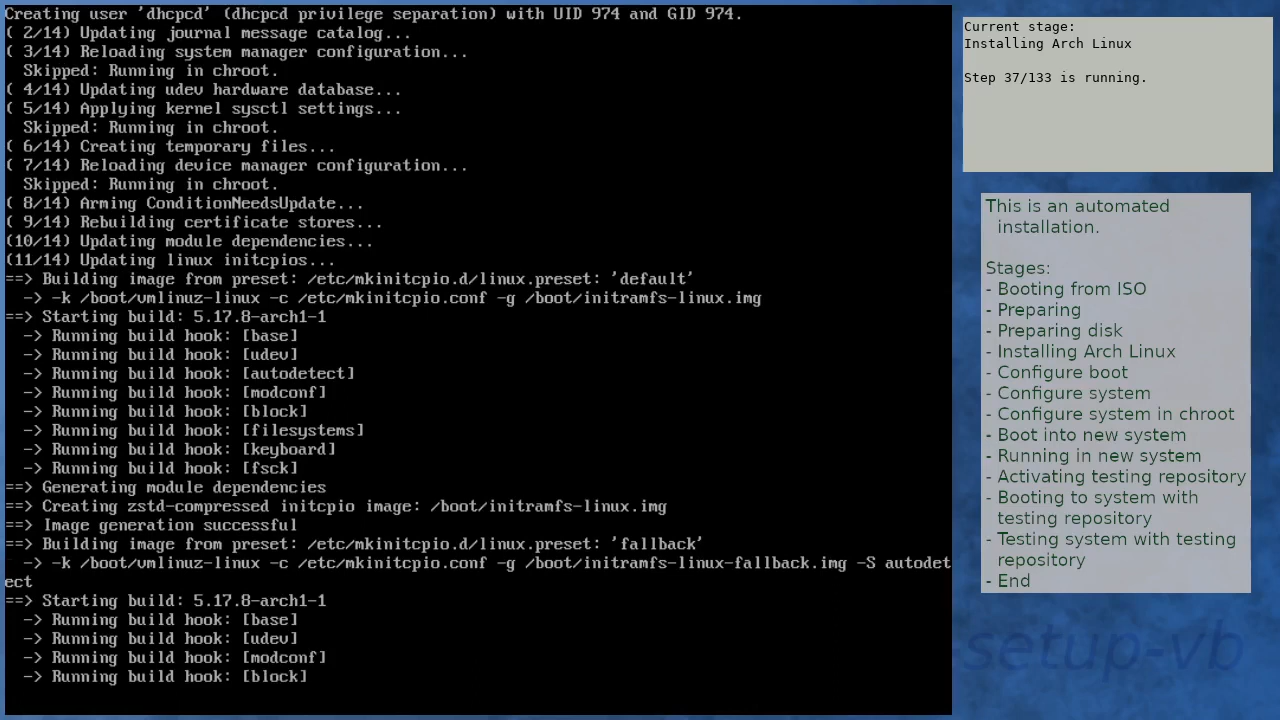 Creating user 'dhcpcd' (dhcpcd privilege separation) with UID 974 and GID 974.
( 2/14) Updating journal message catalog...
( 3/14) Reloading system manager configuration...
  Skipped: Running in chroot.
( 4/14) Updating udev hardware database...
( 5/14) Applying kernel sysctl settings...
  Skipped: Running in chroot.
( 6/14) Creating temporary files...
( 7/14) Reloading device manager configuration...
  Skipped: Running in chroot.
( 8/14) Arming ConditionNeedsUpdate...
( 9/14) Rebuilding certificate stores...
(10/14) Updating module dependencies...
(11/14) Updating linux initcpios...
==> Building image from preset: /etc/mkinitcpio.d/linux.preset: 'default'
  -> -k /boot/vmlinuz-linux -c /etc/mkinitcpio.conf -g /boot/initramfs-linux.img
==> Starting build: 5.17.8-arch1-1
  -> Running build hook: [base]
  -> Running build hook: [udev]
  -> Running build hook: [autodetect]
  -> Running build hook: [modconf]
  -> Running build hook: [block]
  -> Running build hook: [filesystems]
  -> Running build hook: [keyboard]
  -> Running build hook: [fsck]
==> Generating module dependencies
==> Creating zstd-compressed initcpio image: /boot/initramfs-linux.img
==> Image generation successful
==> Building image from preset: /etc/mkinitcpio.d/linux.preset: 'fallback'
  -> -k /boot/vmlinuz-linux -c /etc/mkinitcpio.conf -g /boot/initramfs-linux-fallback.img -S autodet
ect
==> Starting build: 5.17.8-arch1-1
  -> Running build hook: [base]
  -> Running build hook: [udev]
  -> Running build hook: [modconf]
  -> Running build hook: [block]
Current stage:
Installing Arch Linux
Step 37/133 is running.
This is an automated
installation.
Stages:
- Booting from ISO
- Preparing
- Preparing disk
- Installing Arch Linux
- Configure boot
- Configure system
- Configure system in chroot
- Boot into new system
- Running in new system
- Activating testing repository
- Booting to system with
testing repository
- Testing system with testing
repository
- End
-setup-vb